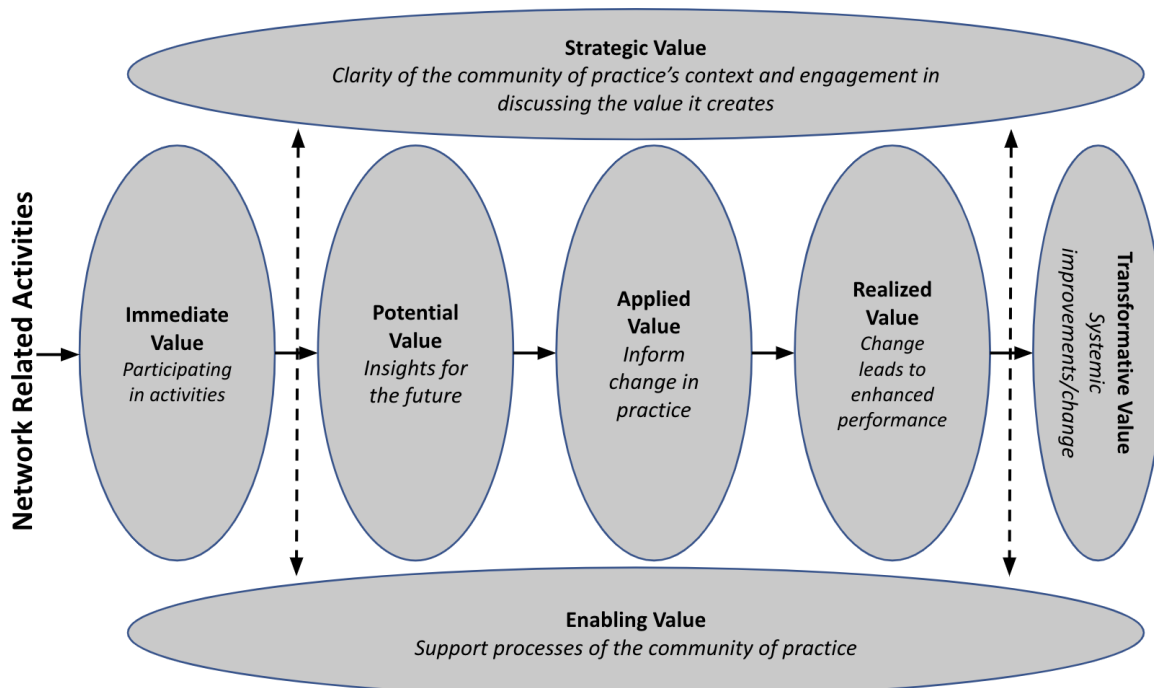 Strategic Value
Clarity of the community of practice's context and engagement in
discussing the value it creates
Network Related Activities
Immediate
Value
Participating
in activities
Potential
Value
Insights for
the future
Applied
Value
Inform
change in
practice
Realized
Value
Change
leads to
enhanced
performance
Transformative Value
Systemic
improvements/change
Enabling Value
Support processes of the community of practice